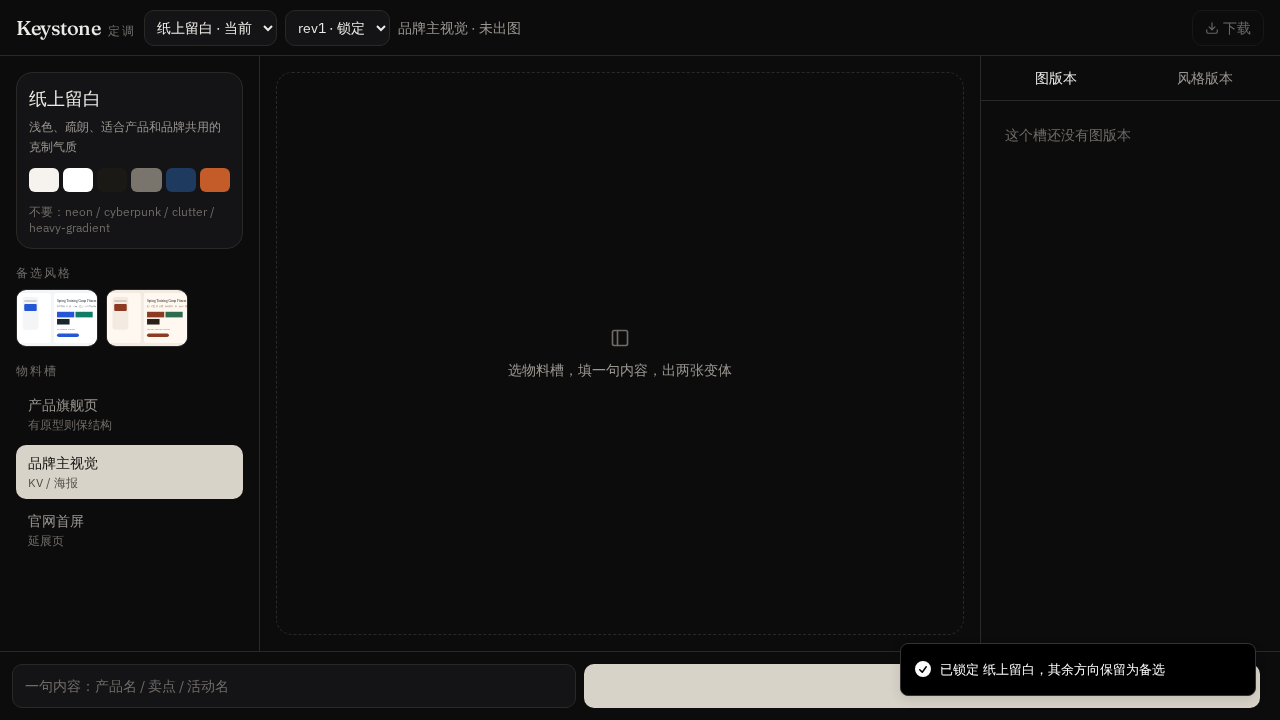 Keystone 定调 纸上留白 · 当前 rev1 · 锁定 品牌主视觉 · 未出图 下载
纸上留白
浅色、疏朗、适合产品和品牌共用的
克制气质
不要：neon / cyberpunk / clutter /
heavy-gradient
备选风格
Spring Training Camp Finance
物料槽
产品旗舰页
有原型则保结构
品牌主视觉
KV / 海报
官网首屏
延展页
选物料槽，填一句内容，出两张变体
图版本 风格版本
这个槽还没有图版本
一句内容：产品名 / 卖点 / 活动名
已锁定 纸上留白，其余方向保留为备选